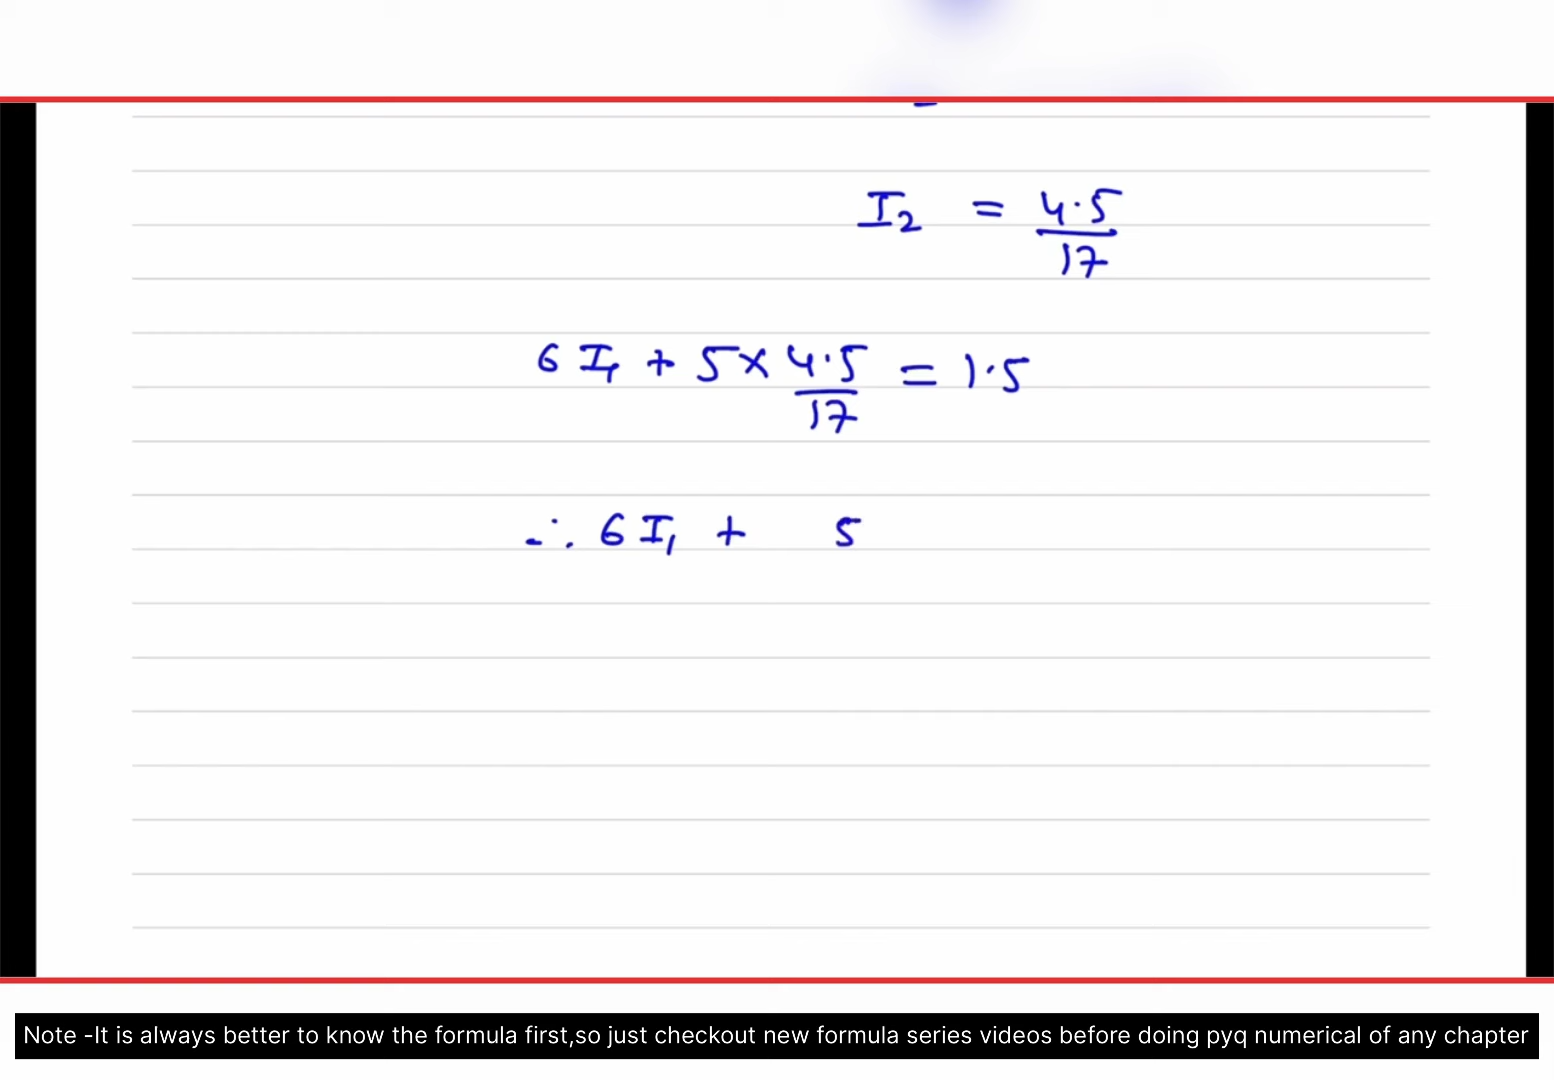 I₂ = 4.5/17
6 I₁ + 5 × 4.5/17 = 1.5
∴ 6 I₁ + 5
Note -It is always better to know the formula first,so just checkout new formula series videos before doing pyq numerical of any chapter